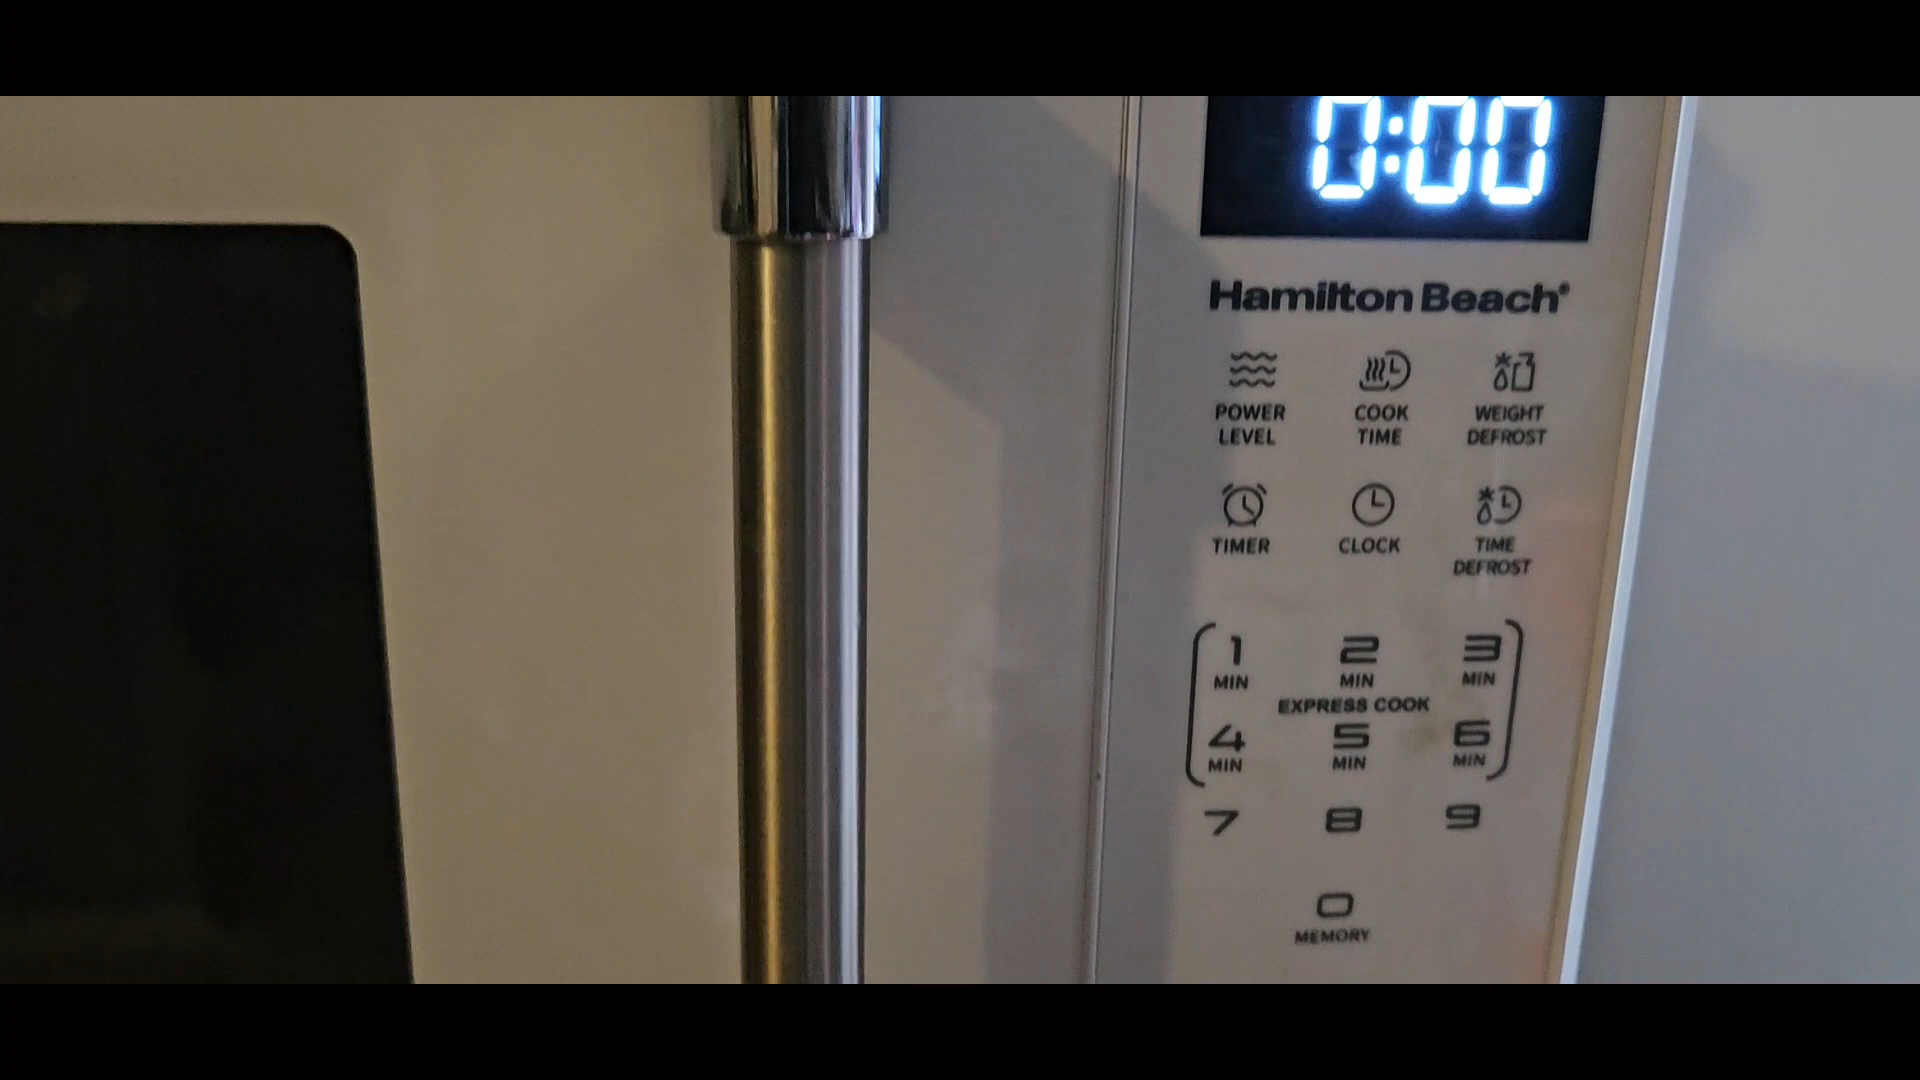 0:00
Hamilton Beach®
POWER LEVEL
COOK TIME
WEIGHT DEFROST
TIMER
CLOCK
TIME DEFROST
1 MIN
2 MIN
3 MIN
EXPRESS COOK
4 MIN
5 MIN
6 MIN
7
8
9
0
MEMORY